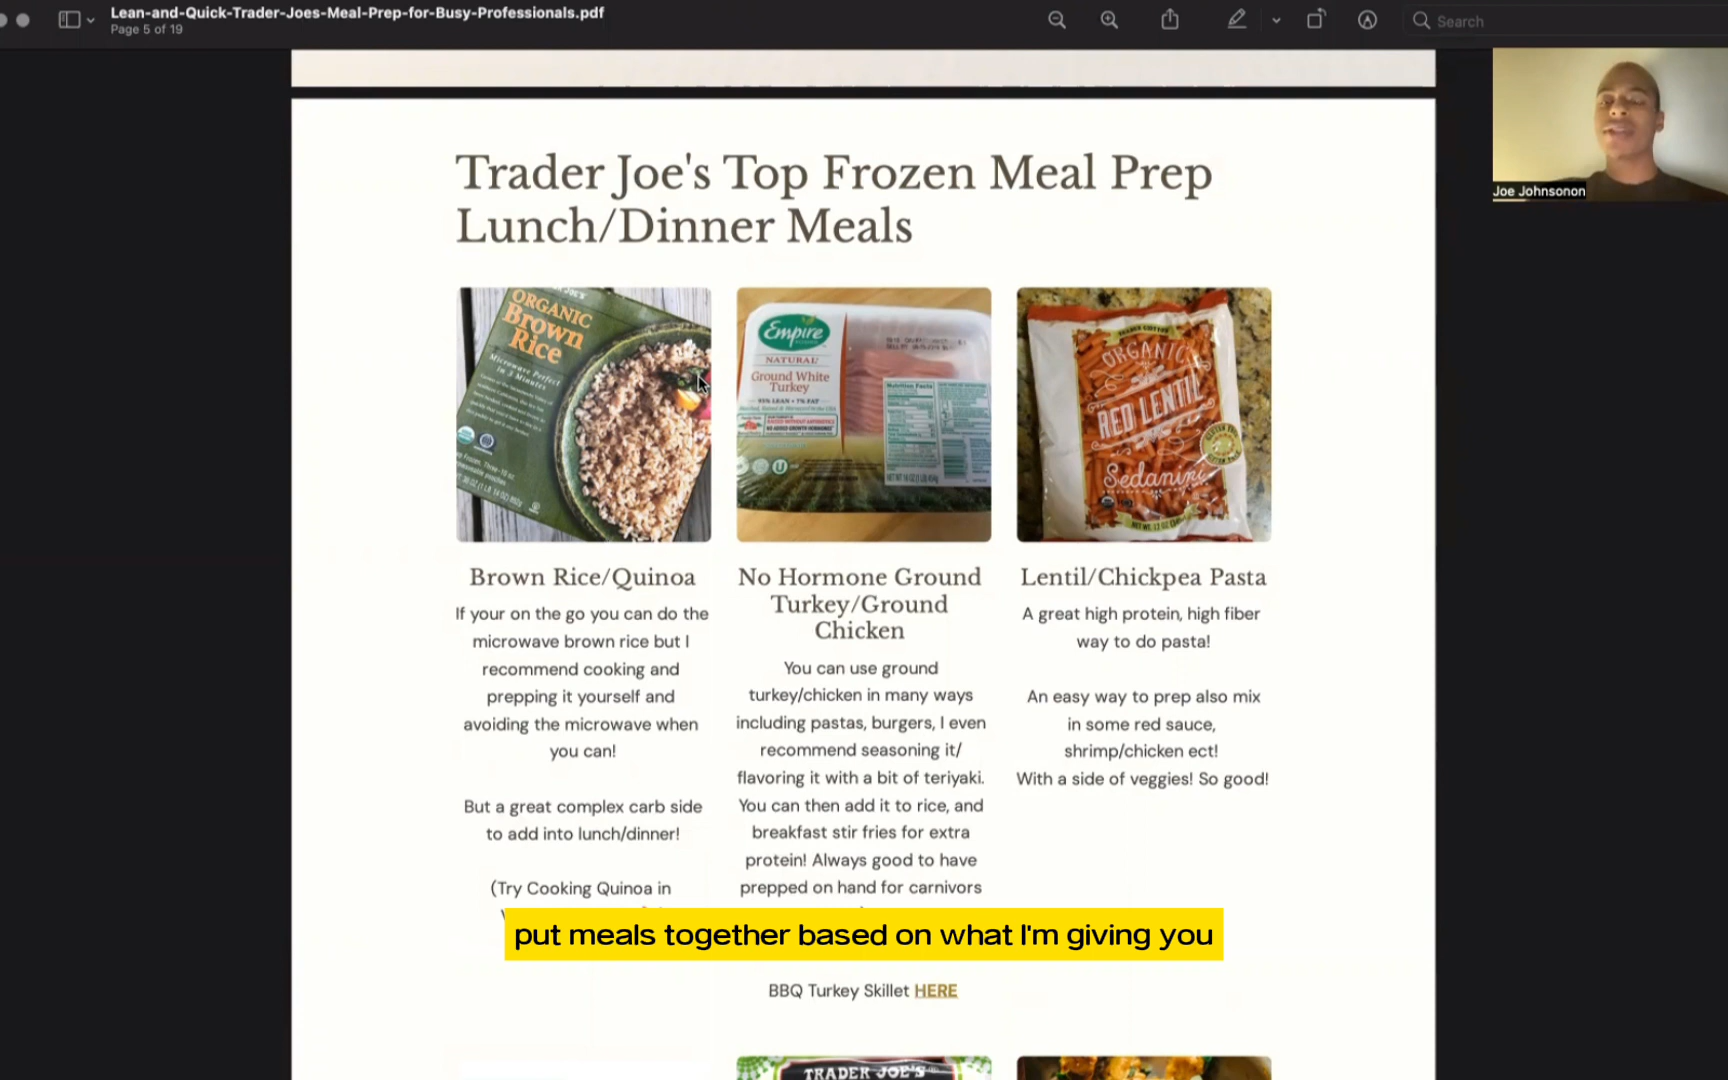 Lean-and-Quick-Trader-Joes-Meal-Prep-for-Busy-Professionals.pdf
Page 5 of 19
Search
Joe Johnsonon
Trader Joe's Top Frozen Meal Prep
Lunch/Dinner Meals
ORGANIC
Brown
Rice
Microwave Perfect
in 3 Minutes
Empire
NATURAL
Ground White
Turkey
Nutrition Facts
ORGANIC
RED LENTIL
Sedanini
Brown Rice/Quinoa
If your on the go you can do the
microwave brown rice but I
recommend cooking and
prepping it yourself and
avoiding the microwave when
you can!
But a great complex carb side
to add into lunch/dinner!
(Try Cooking Quinoa in
No Hormone Ground
Turkey/Ground
Chicken
You can use ground
turkey/chicken in many ways
including pastas, burgers, I even
recommend seasoning it/
flavoring it with a bit of teriyaki.
You can then add it to rice, and
breakfast stir fries for extra
protein! Always good to have
prepped on hand for carnivors
Lentil/Chickpea Pasta
A great high protein, high fiber
way to do pasta!
An easy way to prep also mix
in some red sauce,
shrimp/chicken ect!
With a side of veggies! So good!
put meals together based on what I'm giving you
BBQ Turkey Skillet HERE
TRADER JOE'S